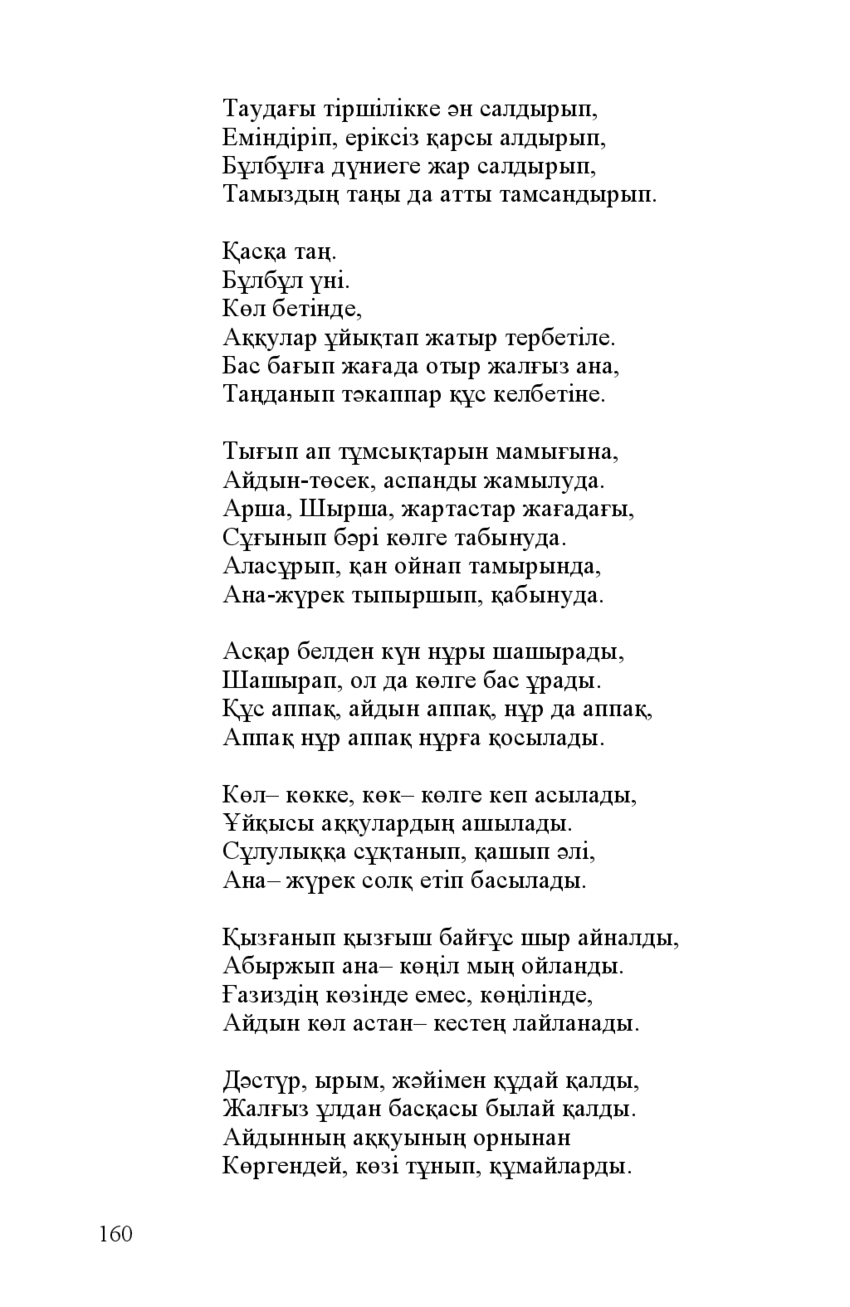 Таудағы тіршілікке ән салдырып,
Еміндіріп, еріксіз қарсы алдырып,
Бұлбұлға дүниеге жар салдырып,
Тамыздың таңы да атты тамсандырып.

Қасқа таң.
Бұлбұл үні.
Көл бетінде,
Аққулар ұйықтап жатыр тербетіле.
Бас бағып жағада отыр жалғыз ана,
Таңданып тәкаппар құс келбетіне.

Тығып ап тұмсықтарын мамығына,
Айдын-төсек, аспанды жамылуда.
Арша, Шырша, жартастар жағадағы,
Сұғынып бәрі көлге табынуда.
Аласұрып, қан ойнап тамырында,
Ана-жүрек тыпыршып, қабынуда.

Асқар белден күн нұры шашырады,
Шашырап, ол да көлге бас ұрады.
Құс аппақ, айдын аппақ, нұр да аппақ,
Аппақ нұр аппақ нұрға қосылады.

Көл– көкке, көк– көлге кеп асылады,
Ұйқысы аққулардың ашылады.
Сұлулыққа сұқтанып, қашып әлі,
Ана– жүрек солқ етіп басылады.

Қызғанып қызғыш байғұс шыр айналды,
Абыржып ана– көңіл мың ойланды.
Ғазиздің көзінде емес, көңілінде,
Айдын көл астан– кестең лайланады.

Дәстүр, ырым, жәйімен құдай қалды,
Жалғыз ұлдан басқасы былай қалды.
Айдынның аққуының орнынан
Көргендей, көзі тұнып, құмайларды.

160